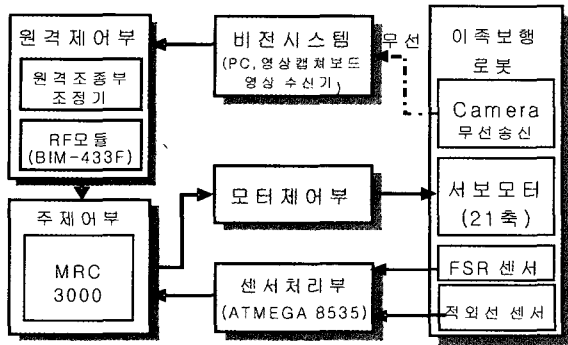 원격제어부
원격조종부
조정기
RF모듈
(BIM-433F)
주제어부
MRC
3000
비전시스템
(PC,영상캡쳐보드
영상 수신기)
무선
모터제어부
센서처리부
(ATMEGA 8535)
이족보행
로봇
Camera
무선송신
서보모터
(21축)
FSR 센서
적외선 센서